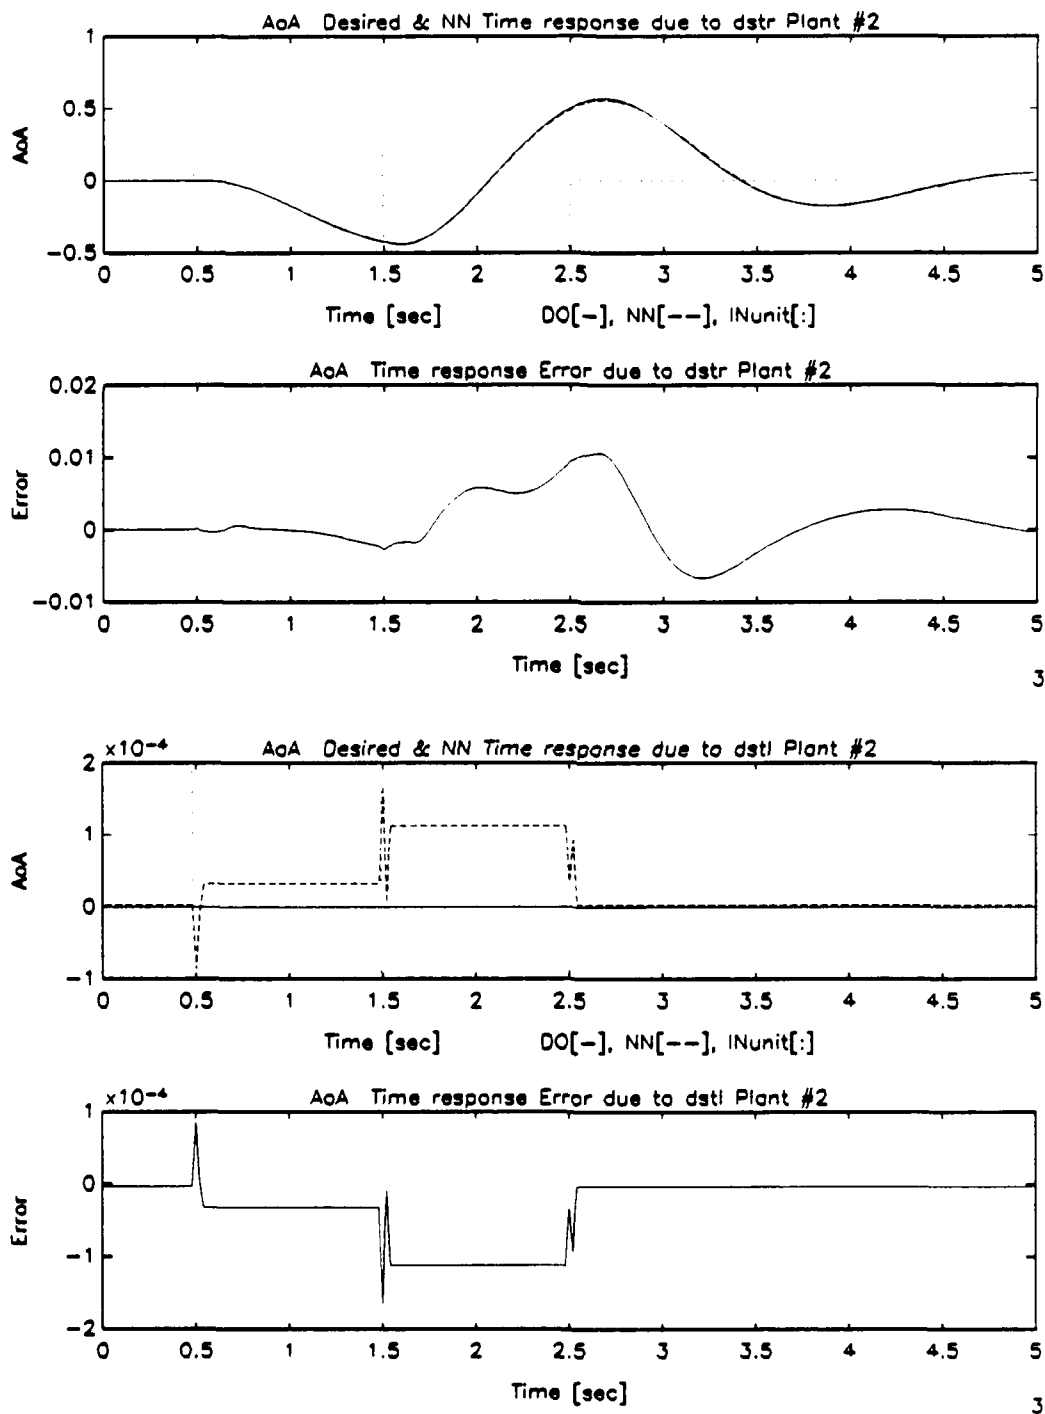 AoA Desired & NN Time response due to dstr Plant #2
1
0.5
0
-0.5
AoA
0 0.5 1 1.5 2 2.5 3 3.5 4 4.5 5
Time [sec] DO[-], NN[--], INunit[:]
AoA Time response Error due to dstr Plant #2
0.02
0.01
0
-0.01
Error
0 0.5 1 1.5 2 2.5 3 3.5 4 4.5 5
Time [sec]
3
×10-4
AoA Desired & NN Time response due to dstl Plant #2
2
1
0
-1
AoA
0 0.5 1 1.5 2 2.5 3 3.5 4 4.5 5
Time [sec] DO[-], NN[--], INunit[:]
×10-4
AoA Time response Error due to dstl Plant #2
1
0
-1
-2
Error
0 0.5 1 1.5 2 2.5 3 3.5 4 4.5 5
Time [sec]
3